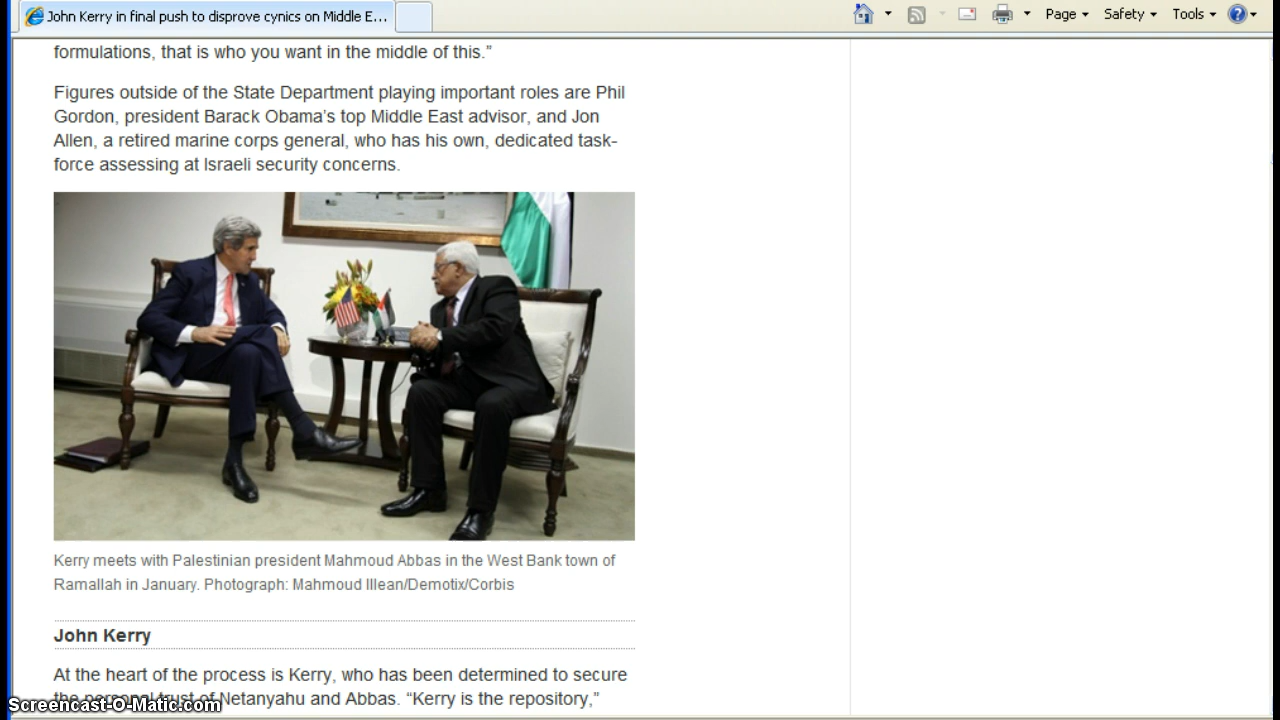 John Kerry in final push to disprove cynics on Middle E...
Page
Safety
Tools
formulations, that is who you want in the middle of this.”
Figures outside of the State Department playing important roles are Phil
Gordon, president Barack Obama’s top Middle East advisor, and Jon
Allen, a retired marine corps general, who has his own, dedicated task-
force assessing at Israeli security concerns.
Kerry meets with Palestinian president Mahmoud Abbas in the West Bank town of
Ramallah in January. Photograph: Mahmoud Illean/Demotix/Corbis
John Kerry
At the heart of the process is Kerry, who has been determined to secure
the personal trust of Netanyahu and Abbas. “Kerry is the repository,”
Screencast-O-Matic.com